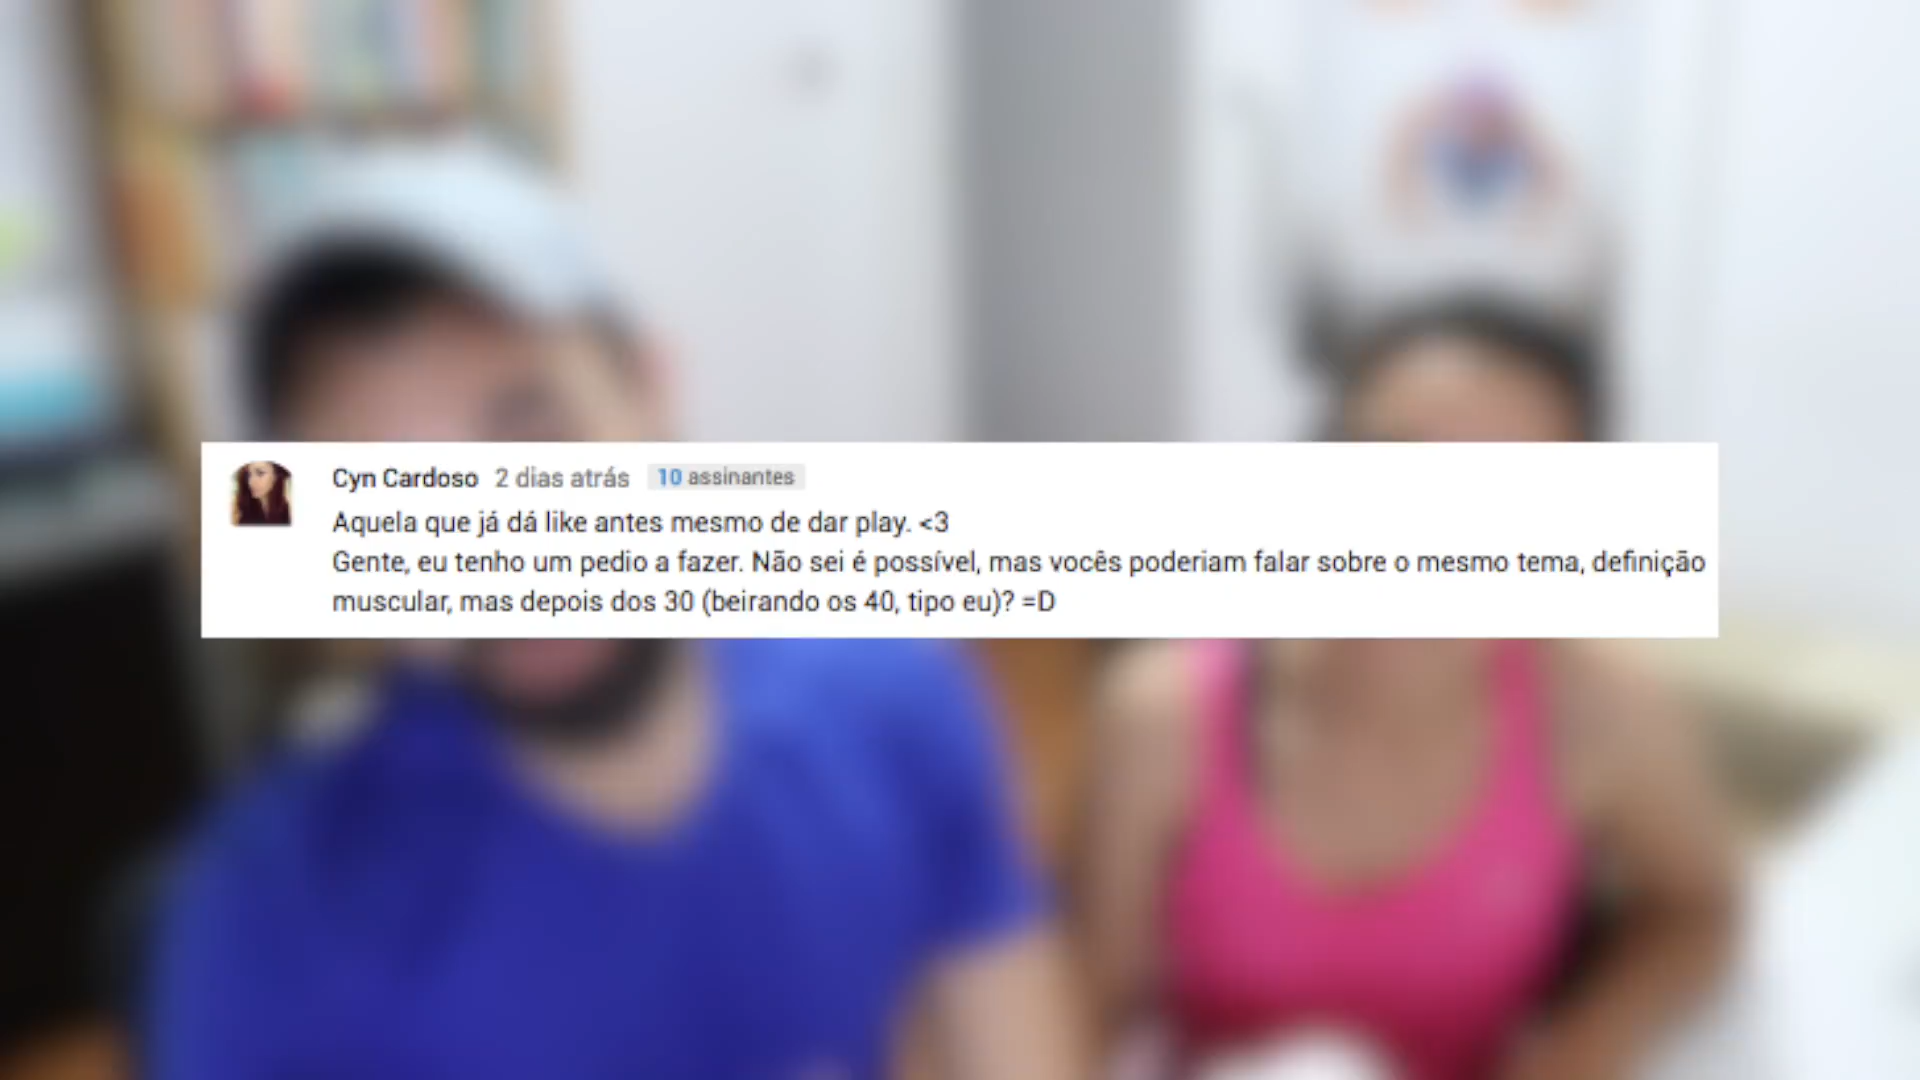 Cyn Cardoso 2 dias atrás 10 assinantes
Aquela que já dá like antes mesmo de dar play. <3
Gente, eu tenho um pedio a fazer. Não sei é possível, mas vocês poderiam falar sobre o mesmo tema, definição
muscular, mas depois dos 30 (beirando os 40, tipo eu)? =D